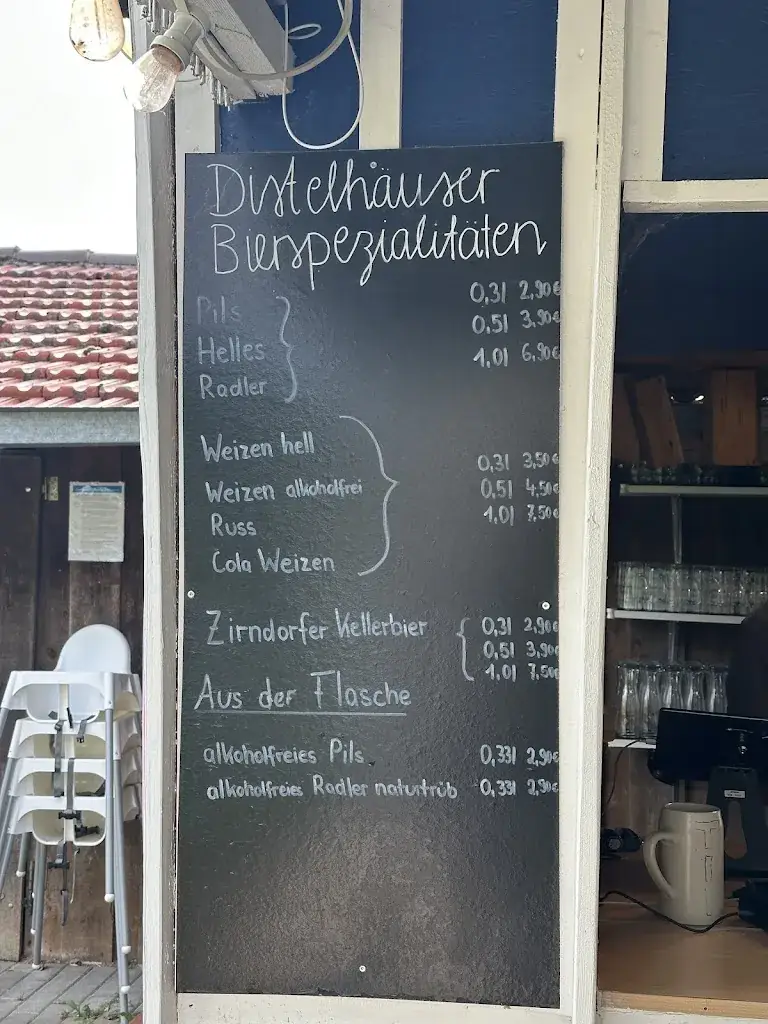 Distelhäuser
Bierspezialitäten
Pils 0,3l 2,90€
0,5l 3,90€
Helles 1,0l 6,90€
Radler
Weizen hell 0,3l 3,50€
Weizen alkoholfrei 0,5l 4,50€
Russ 1,0l 7,50€
Cola Weizen
Zirndorfer Kellerbier 0,3l 2,90€
0,5l 3,90€
1,0l 7,50€
Aus der Flasche
alkoholfreies Pils 0,33l 2,90€
alkoholfreies Radler naturtrüb 0,33l 2,90€